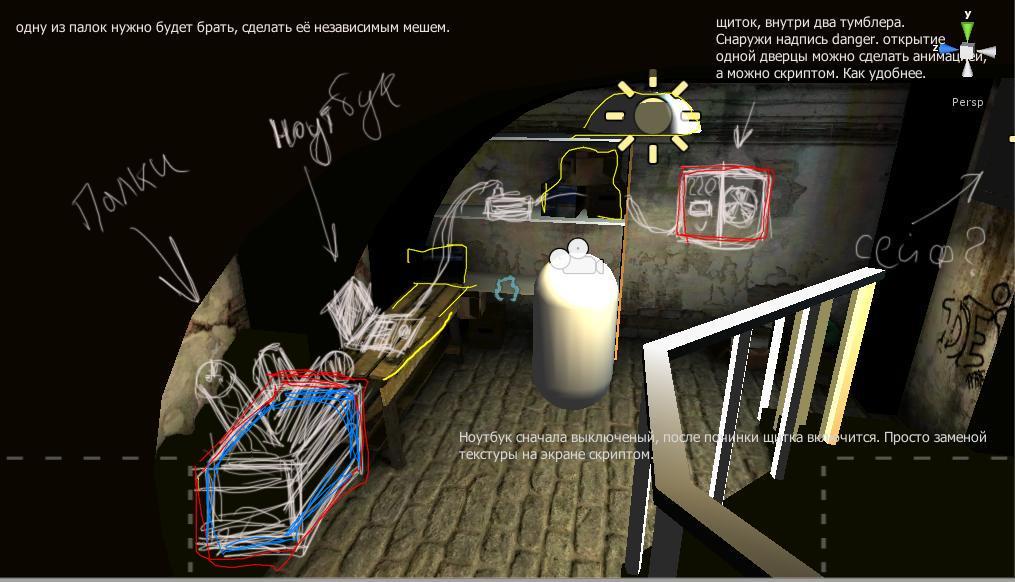 одну из палок нужно будет брать, сделать её независимым мешем.
щиток, внутри два тумблера.
Снаружи надпись danger. открытие
одной дверцы можно сделать анимацией,
а можно скриптом. Как удобнее.
y
z
Persp
Ноутбук
Палки
220
сейф?
Ноутбук сначала выключеный, после починки щитка включится. Просто заменой
текстуры на экране скриптом.